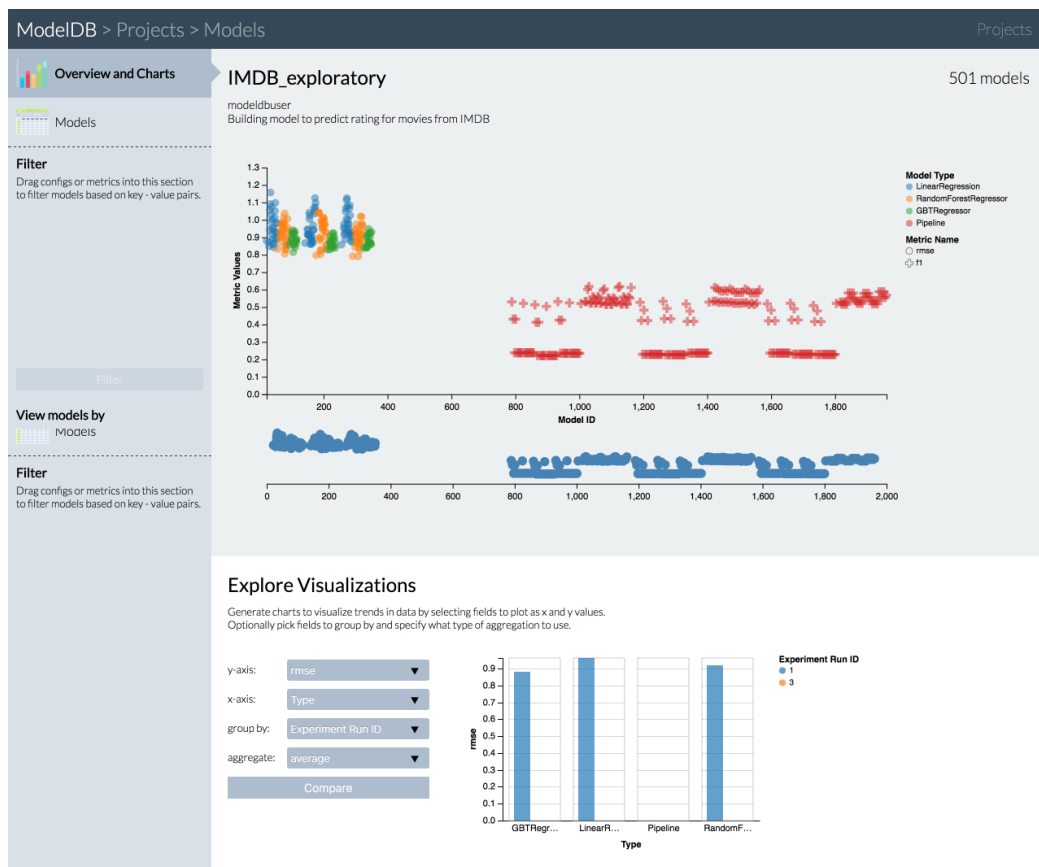 ModelDB > Projects > Models
Projects
Overview and Charts
Models
Filter
Drag configs or metrics into this section
to filter models based on key - value pairs.
Filter
View models by
Models
Filter
Drag configs or metrics into this section
to filter models based on key - value pairs.
IMDB_exploratory
501 models
modeldbuser
Building model to predict rating for movies from IMDB
1.3
1.2
1.1
1.0
0.9
0.8
0.7
0.6
0.5
0.4
0.3
0.2
0.1
0.0
Metric Values
200 400 600 800 1,000 1,200 1,400 1,600 1,800
Model ID
Model Type
LinearRegression
RandomForestRegressor
GBTRegressor
Pipeline
Metric Name
rmse
f1
0 200 400 600 800 1,000 1,200 1,400 1,600 1,800 2,000
Explore Visualizations
Generate charts to visualize trends in data by selecting fields to plot as x and y values.
Optionally pick fields to group by and specify what type of aggregation to use.
y-axis: rmse
x-axis: Type
group by: Experiment Run ID
aggregate: average
Compare
0.9
0.8
0.7
0.6
0.5
0.4
0.3
0.2
0.1
0.0
rmse
GBTRegr... LinearR... Pipeline RandomF...
Type
Experiment Run ID
1
3